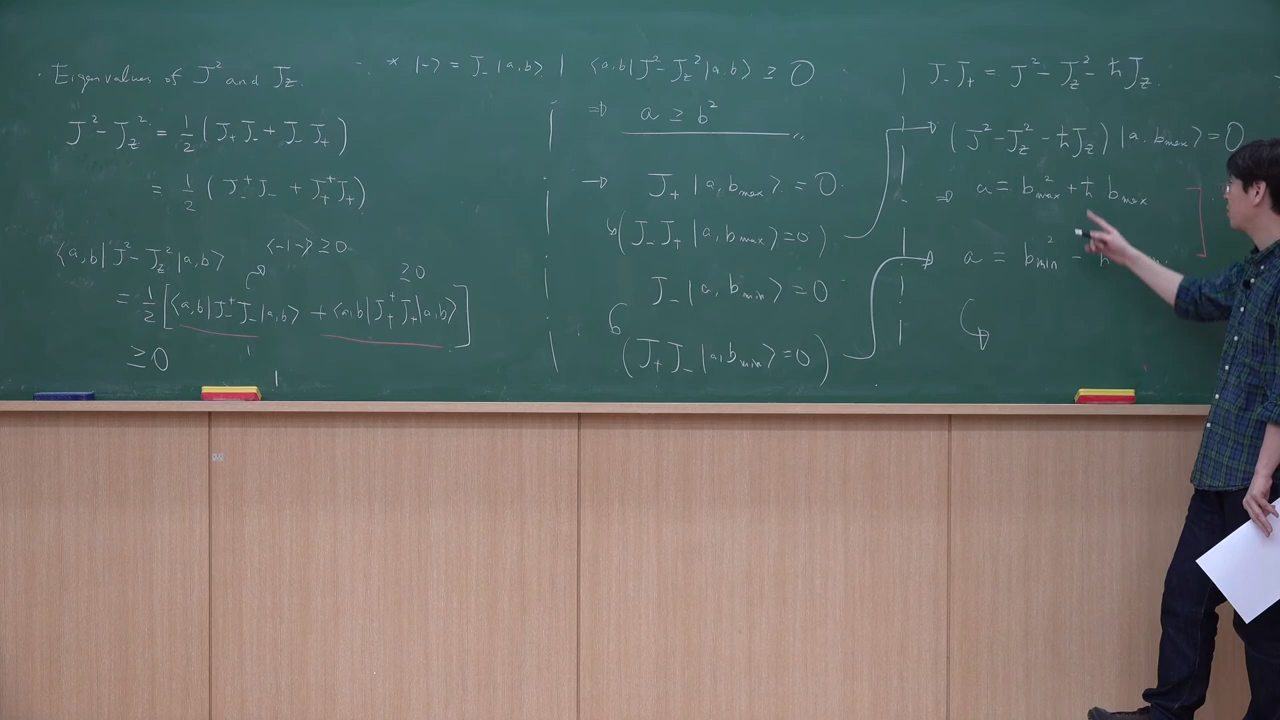 · Eigenvalues of J² and J_z.
J² - J_z² = ½ (J₊J₋ + J₋J₊)
= ½ (J₋†J₋ + J₊†J₊)
⟨a,b|J² - J_z²|a,b⟩
⟨-|-⟩ ≥ 0
= ½ [⟨a,b|J₋†J₋|a,b⟩ + ⟨a,b|J₊†J₊|a,b⟩]
≥0
≥0
* |-⟩ = J₋|a,b⟩
⟨a,b|J² - J_z²|a,b⟩ ≥ 0
⇒ a ≥ b²
→ J₊ |a, b_max⟩ = 0.
(J₋J₊ |a, b_max⟩ = 0)
J₋ |a, b_min⟩ = 0
(J₊J₋ |a, b_min⟩ = 0)
J₋J₊ = J² - J_z² - ℏJ_z.
(J² - J_z² - ℏJ_z) |a, b_max⟩ = 0
⇒ a = b_max² + ℏ b_max
a = b_min² - ℏ